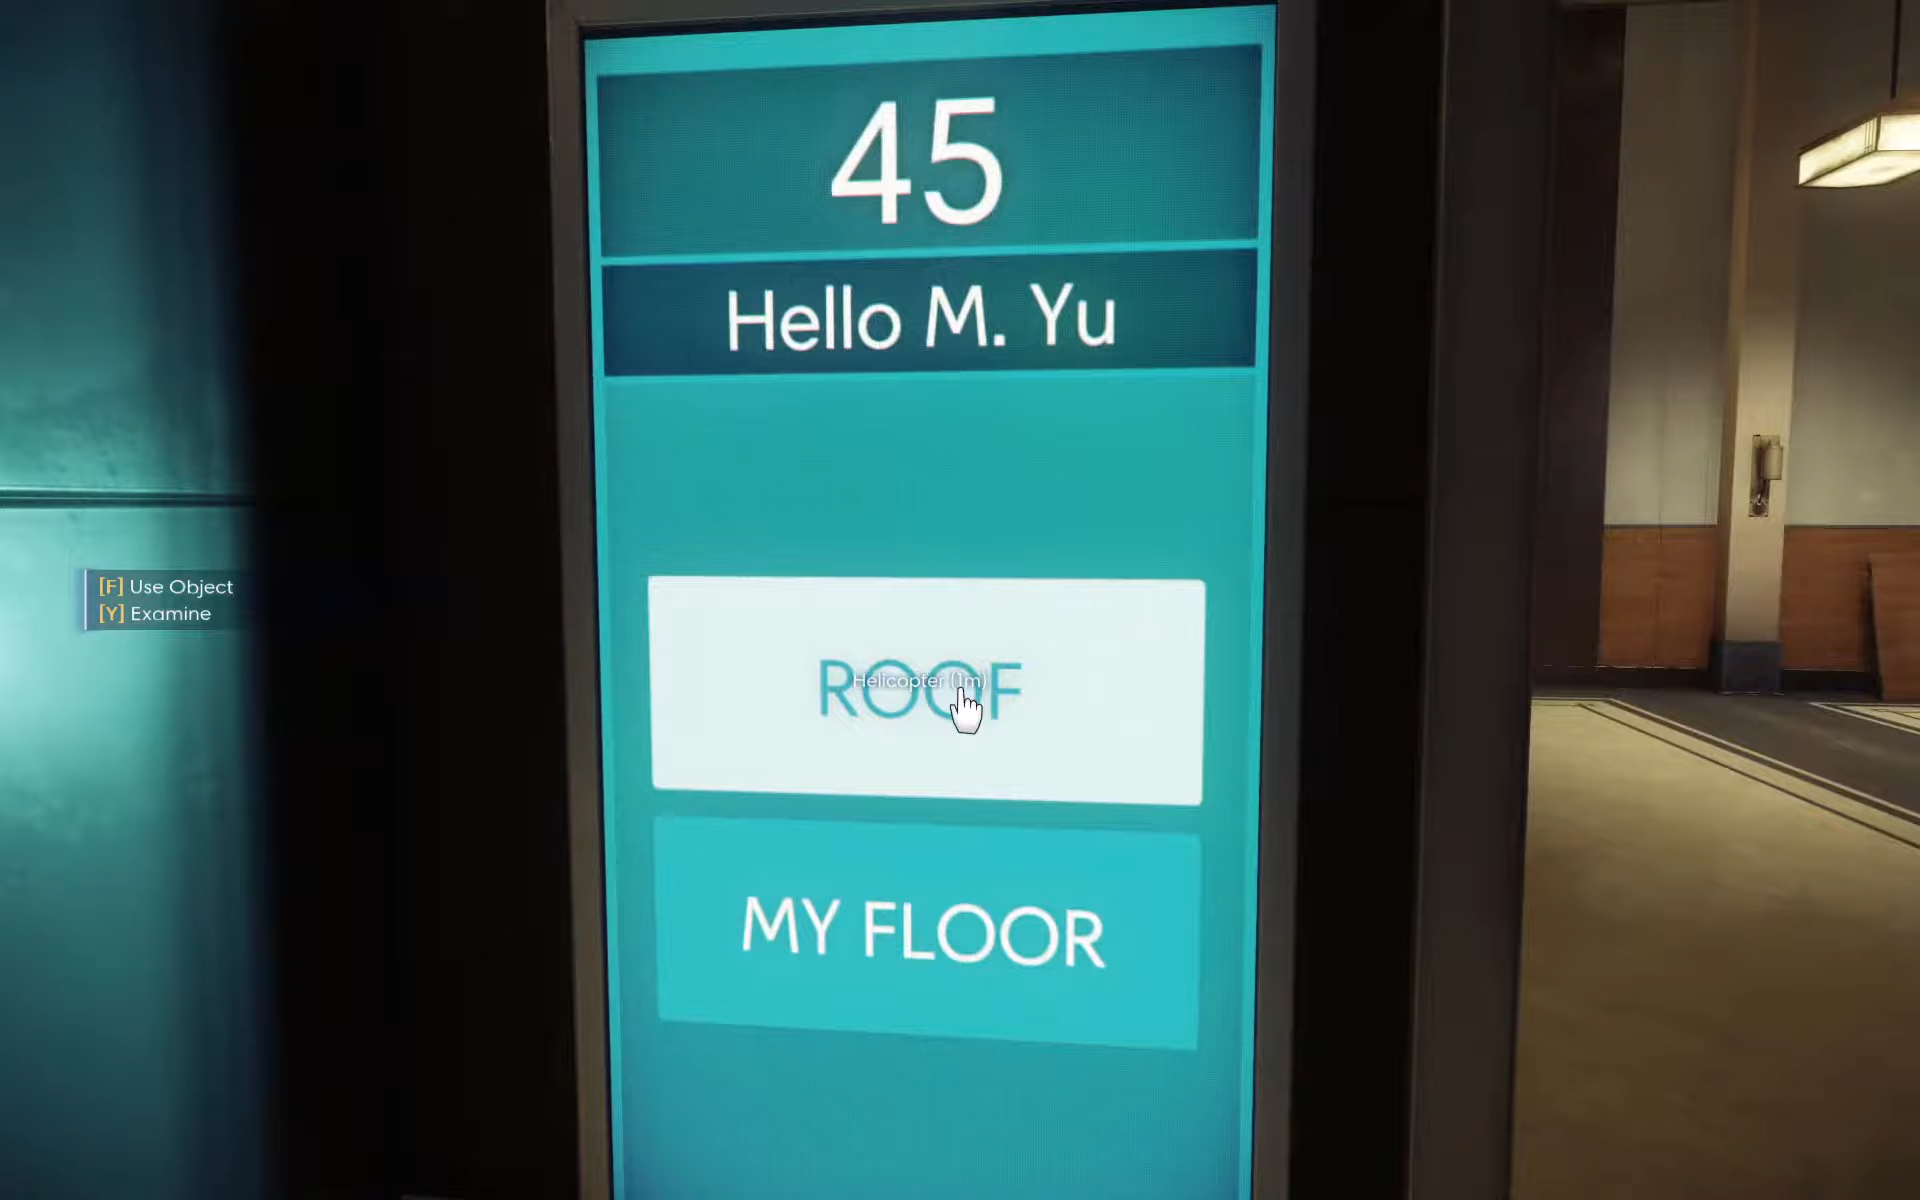 45
Hello M. Yu
[F] Use Object
[Y] Examine
ROOF
Helicopter (1m)
MY FLOOR